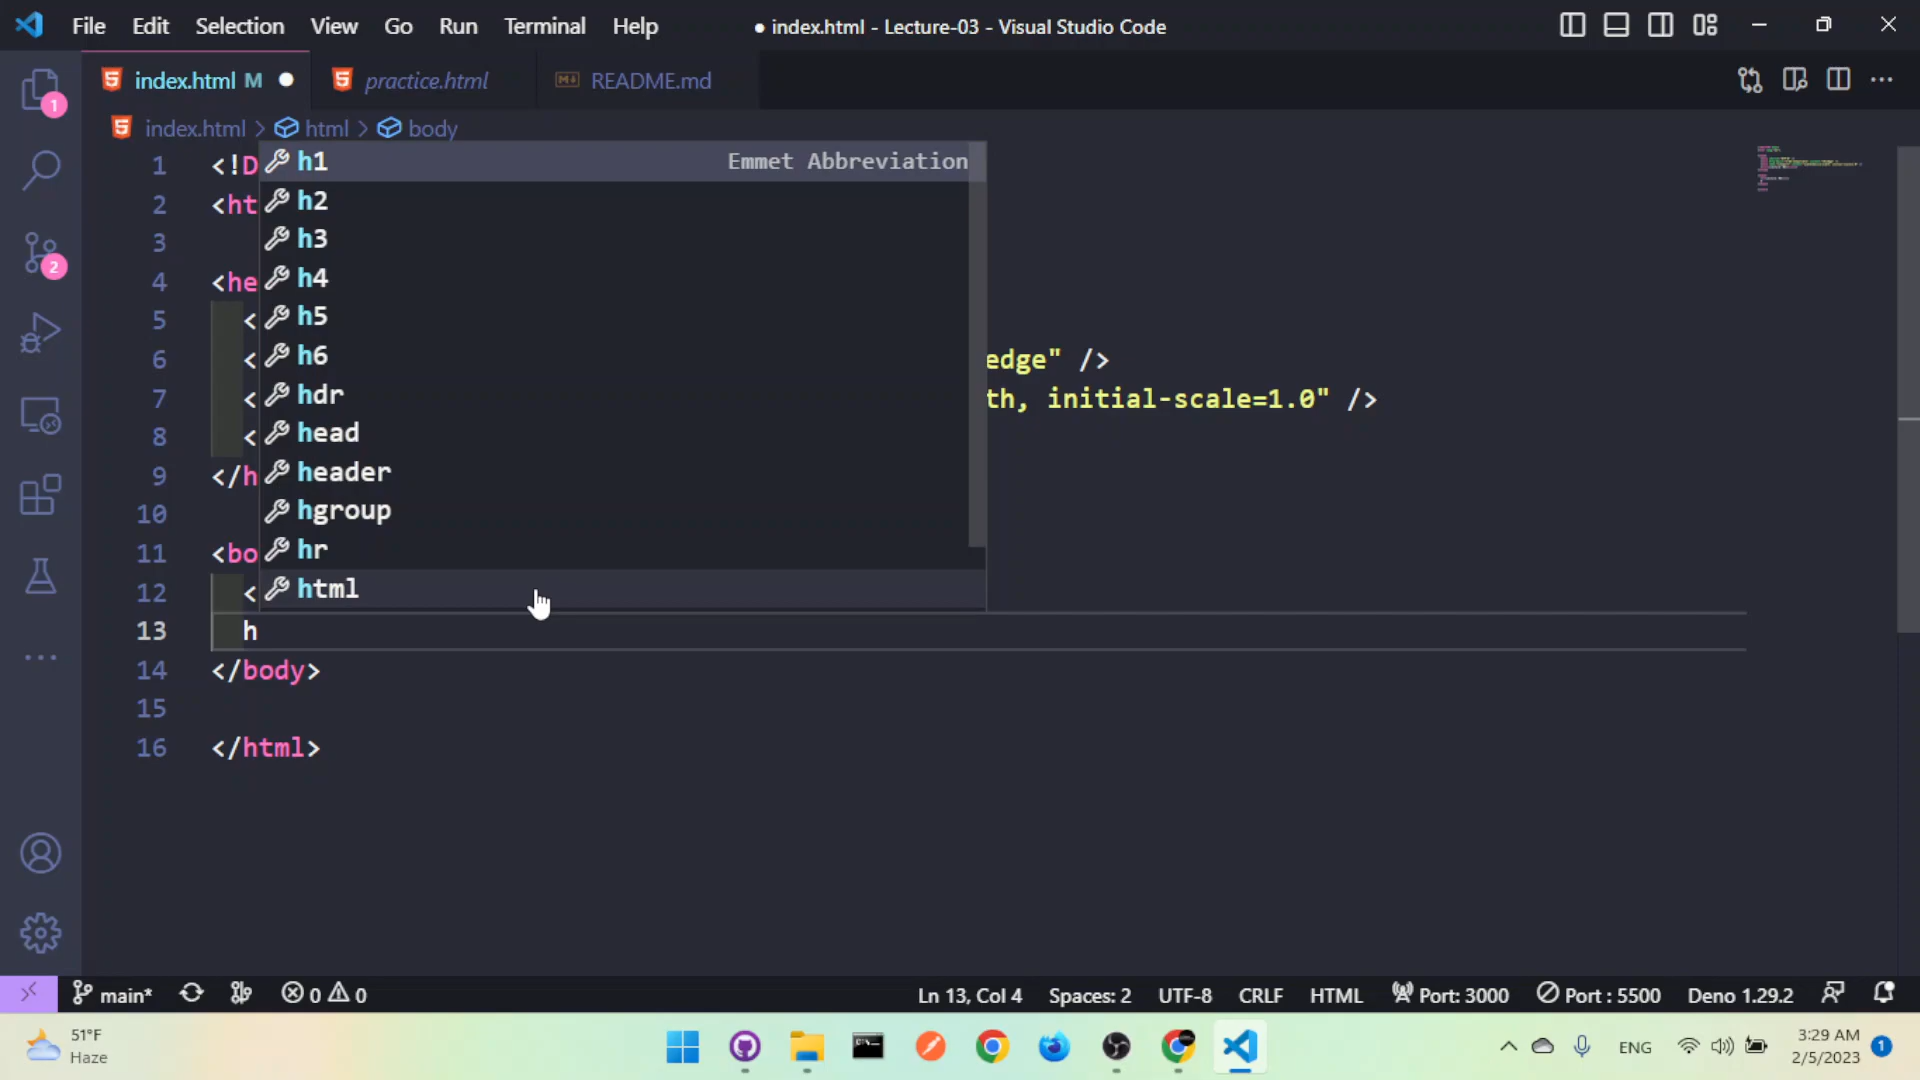 File Edit Selection View Go Run Terminal Help ● index.html - Lecture-03 - Visual Studio Code
index.html M ● practice.html README.md
index.html > html > body
1 <!D h1 Emmet Abbreviation
2 <ht h2
3 h3
4 <he h4
5 < h5
6 < h6 edge" />
7 < hdr th, initial-scale=1.0" />
8 < head
9 </h header
10 hgroup
11 <bo hr
12 < html
13 h
14 </body>
15
16 </html>
1
2
main* 0 0 Ln 13, Col 4 Spaces: 2 UTF-8 CRLF HTML Port: 3000 Port : 5500 Deno 1.29.2
51°F
Haze
ENG
3:29 AM
2/5/2023
1